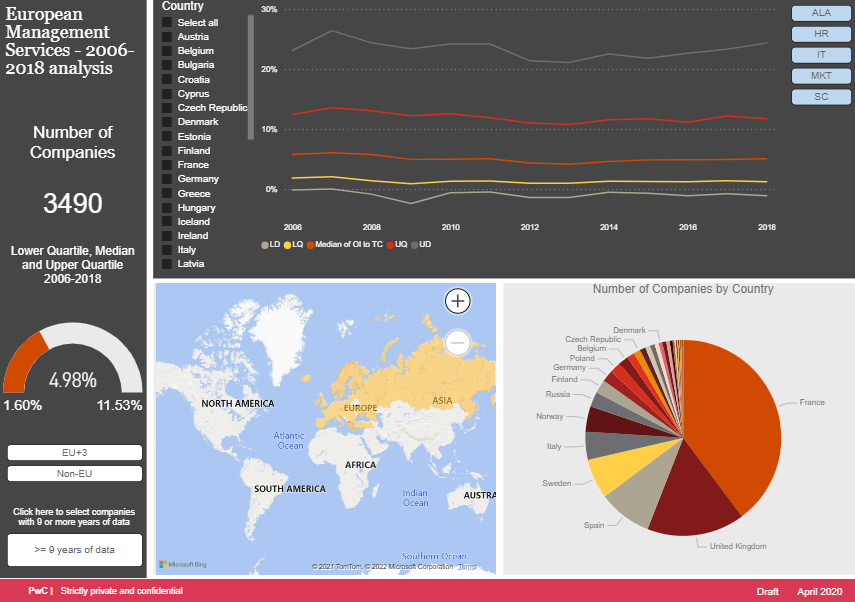 European
Management
Services - 2006-
2018 analysis
Number of
Companies
3490
Lower Quartile, Median
and Upper Quartile
2006-2018
4.98%
1.60%
11.53%
EU+3
Non-EU
Click here to select companies
with 9 or more years of data
>= 9 years of data
Country
Select all
Austria
Belgium
Bulgaria
Croatia
Cyprus
Czech Republic
Denmark
Estonia
Finland
France
Germany
Greece
Hungary
Iceland
Ireland
Italy
Latvia
30%
20%
10%
0%
2006
2008
2010
2012
2014
2016
2018
LD
LQ
Median of OI to TC
UQ
UD
ALA
HR
IT
MKT
SC
NORTH AMERICA
EUROPE
ASIA
Atlantic
Ocean
AFRICA
SOUTH AMERICA
Indian
Ocean
AUSTRA
Southern Ocean
Microsoft Bing
© 2021 TomTom, © 2022 Microsoft Corporation Terms
Number of Companies by Country
Denmark
Czech Republic
Belgium
Poland
Germany
Finland
Russia
Norway
Italy
Sweden
Spain
France
United Kingdom
PwC | Strictly private and confidential
Draft
April 2020